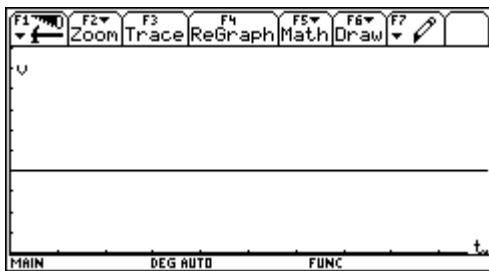 F1 F2 F3 F4 F5 F6 F7
Zoom Trace ReGraph Math Draw
v
t
MAIN DEG AUTO FUNC